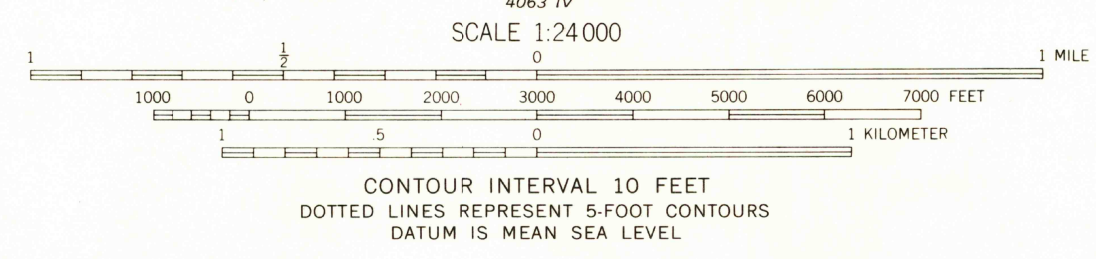 4063 IV
SCALE 1:24 000
1 1/2 0 1 MILE
1000 0 1000 2000 3000 4000 5000 6000 7000 FEET
1 .5 0 1 KILOMETER
CONTOUR INTERVAL 10 FEET
DOTTED LINES REPRESENT 5-FOOT CONTOURS
DATUM IS MEAN SEA LEVEL